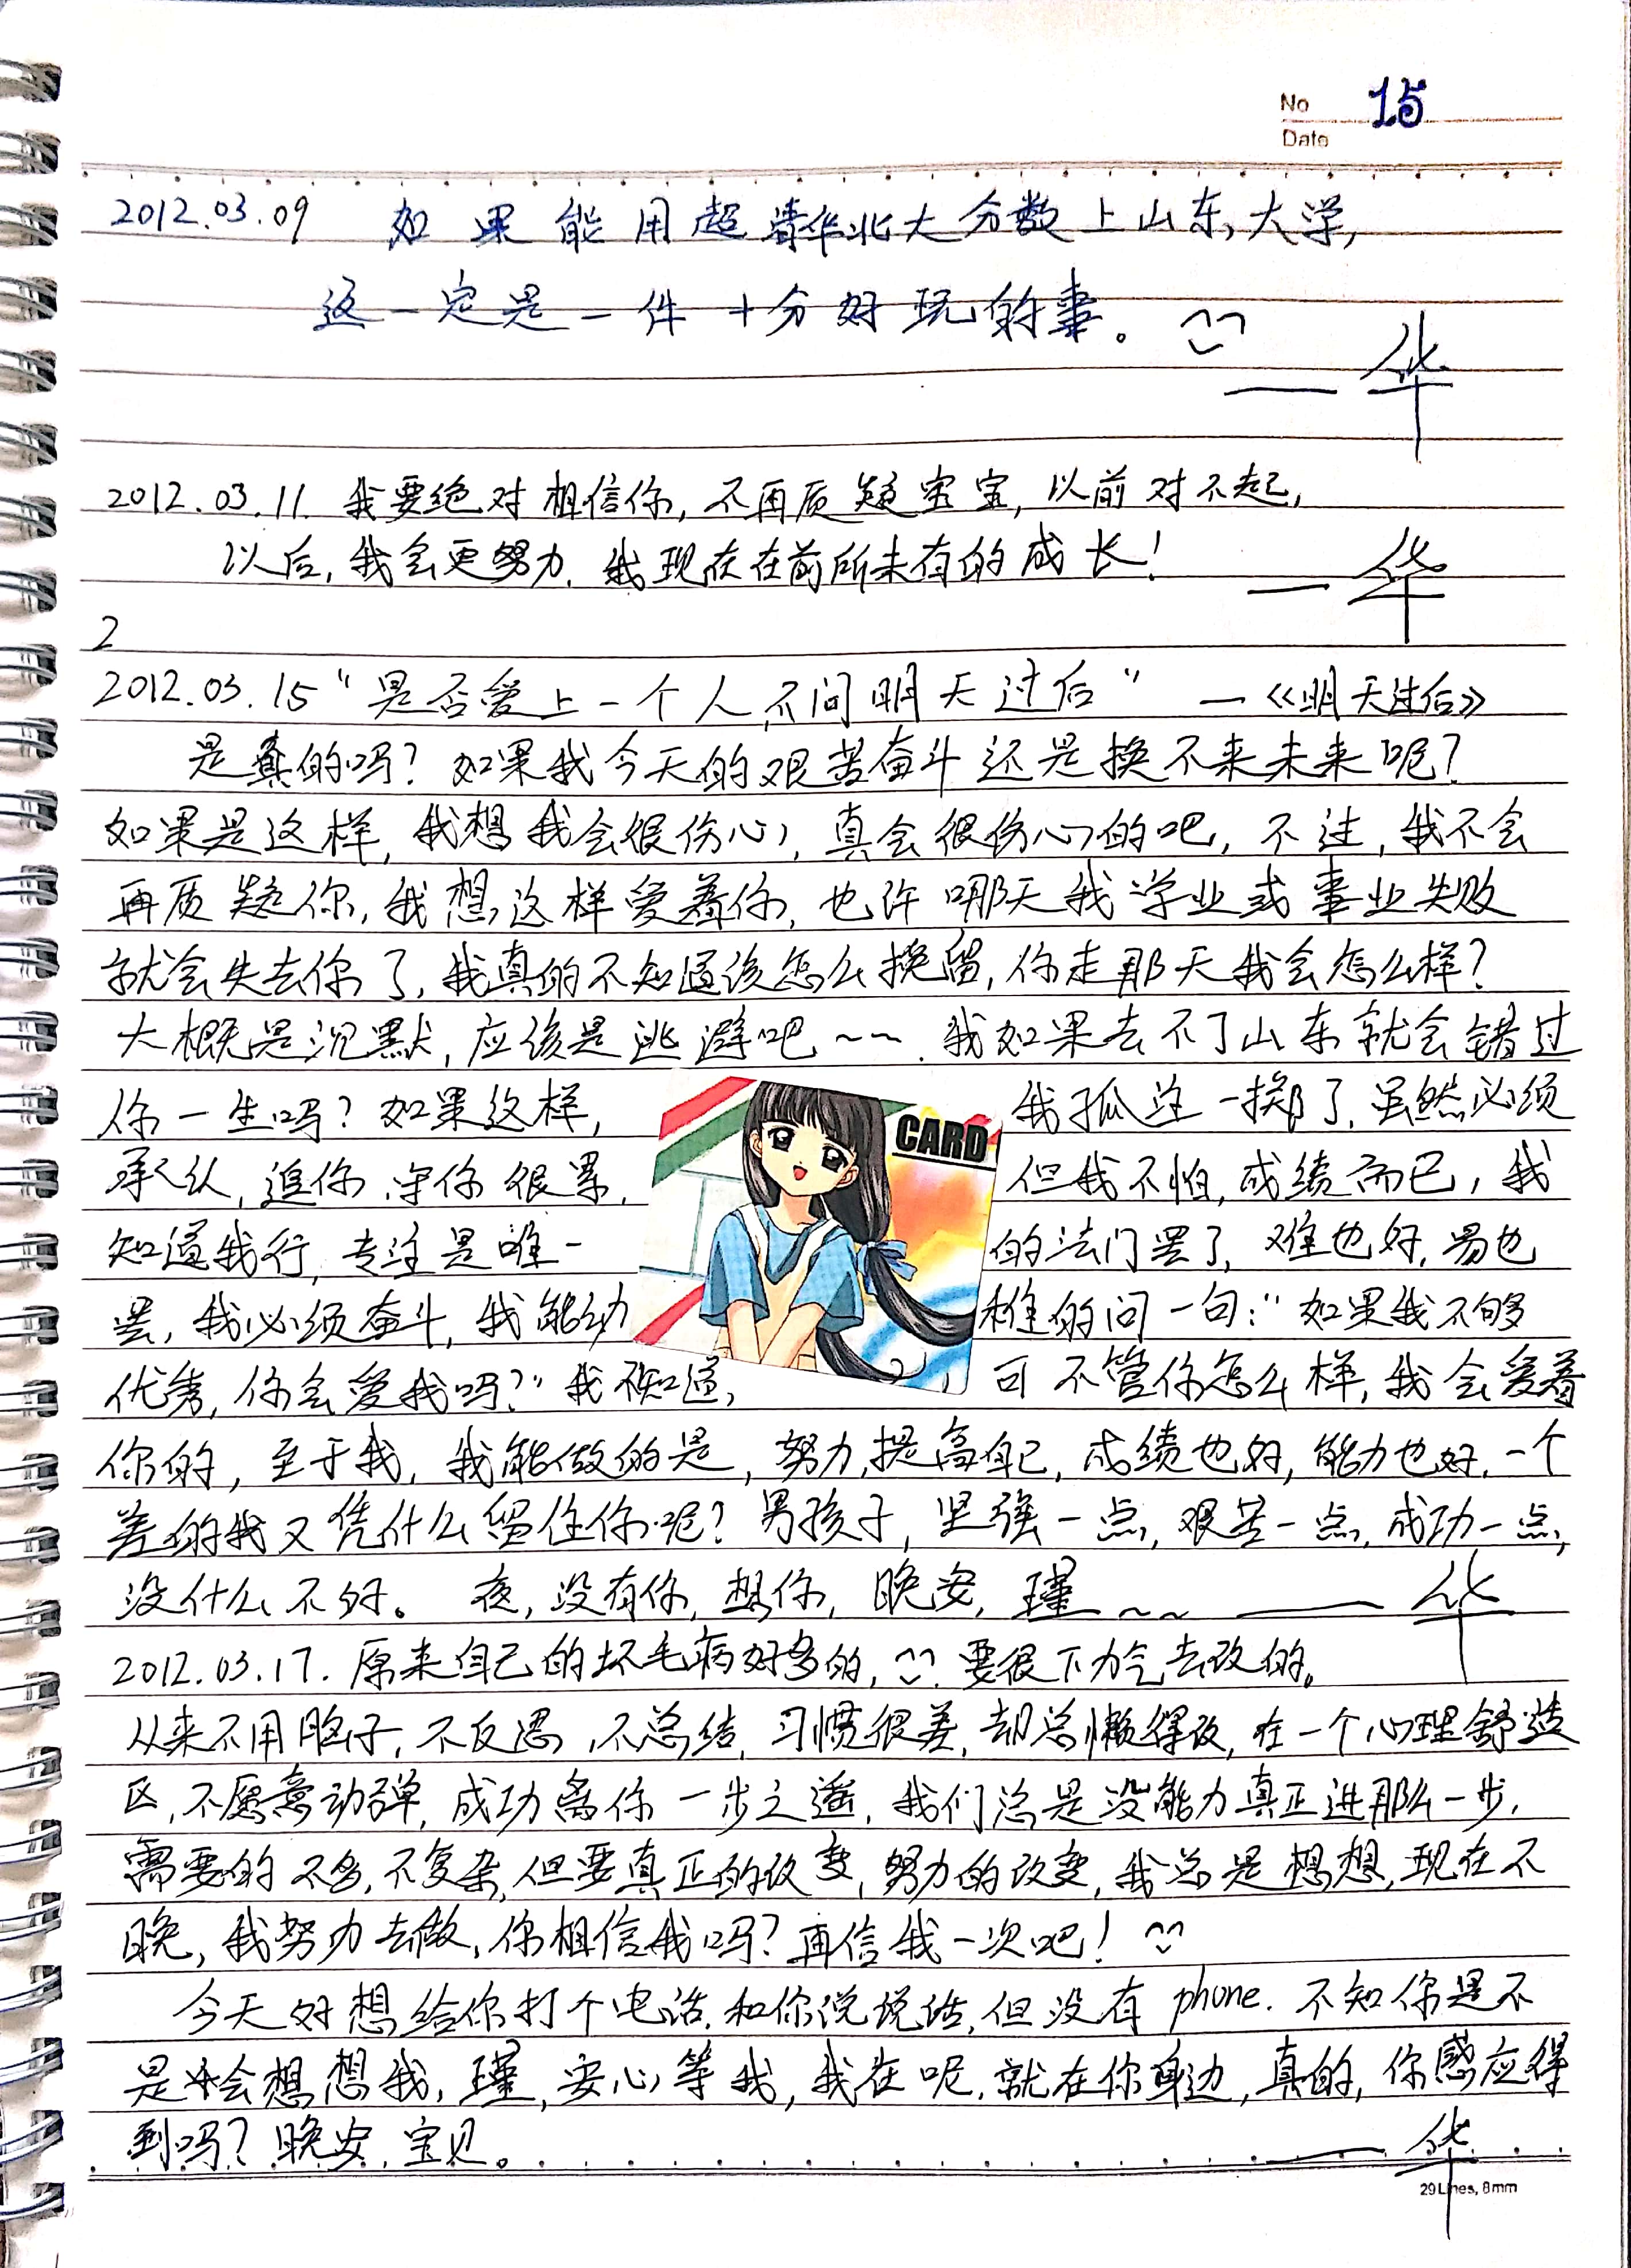 No 15
Date
2012.03.09 如果能用超清华北大分数上山东大学,
这一定是一件十分好玩的事。
—华
2012.03.11. 我要绝对相信你,不再质疑宝宝,以前对不起,
以后,我会更努力.我现在在前所未有的成长!
—华
2
2012.03.15 "是否爱上一个人不问明天过后" —《明天过后》
是真的吗?如果我今天的艰苦奋斗还是换不来未来呢?
如果是这样,我想我会很伤心,真会很伤心的吧,不过,我不会
再质疑你,我想这样爱着你,也许哪天我学业或事业失败
就会失去你了,我真的不知道该怎么挽留,你走那天我会怎么样?
大概是沉默,应该是逃避吧~~.我如果去不了山东就会错过
你一生吗?如果这样, CARD 我孤注一掷了,虽然必须
承认,追你,守你很累, 但我不怕,成绩而已,我
知道我行,专注是唯一 的法门罢了,难也好,易也
罢,我必须奋斗,我能幼 稚的问一句:"如果我不够
优秀,你会爱我吗?"我不知道, 可不管你怎么样,我会爱着
你的,至于我,我能做的是,努力,提高自己,成绩也好,能力也好,一个
差的我又凭什么留住你呢?男孩子,坚强一点,艰苦一点,成功一点,
没什么不好。 夜,没有你,想你,晚安,瑾~~ —华
2012.03.17. 原来自己的坏毛病好多的,要很下力气去改的。
从来不用脑子,不反思,不总结,习惯很差,却总懒得改,在一个心理舒适
区,不愿意动弹,成功离你一步之遥,我们总是没能力真正进那么一步,
需要的不多,不复杂,但要真正的改变,努力的改变,我总是想想,现在不
晚,我努力去做,你相信我吗?再信我一次吧!
今天好想给你打个电话,和你说说话,但没有phone.不知你是不
是会想想我,瑾,安心等我,我在呢,就在你身边,真的,你感应得
到吗?晚安,宝贝。 —华
29Lines, 8mm